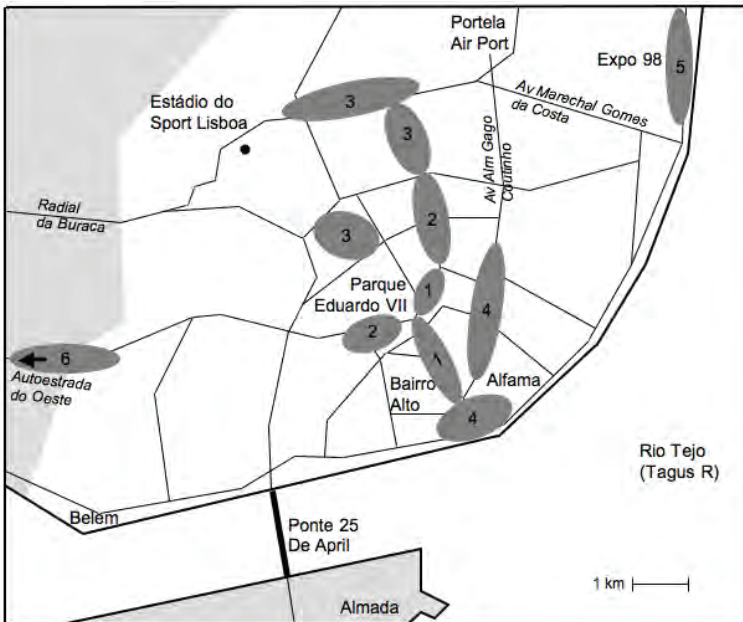 Portela
Air Port
Expo 98
5
Estádio do
Sport Lisboa
3
Av Marechal Gomes
da Costa
3
Av Alm Gago
Coutinho
Radial
da Buraca
2
3
Parque
Eduardo VII
1
4
2
6
1
Autoestrada
do Oeste
Bairro
Alto
Alfama
4
Rio Tejo
(Tagus R)
Belem
Ponte 25
De April
1 km
Almada